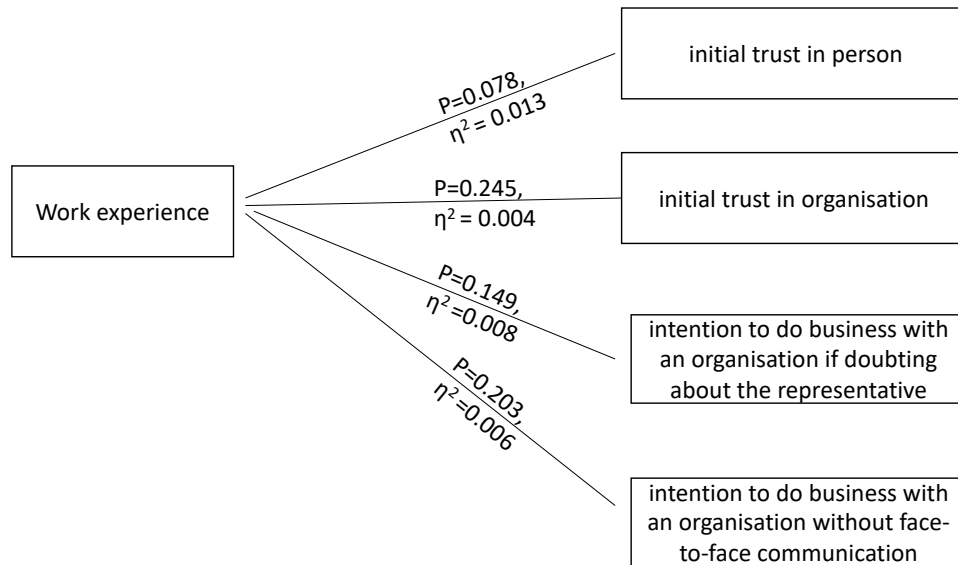 initial trust in person
P=0.078,
η² = 0.013
Work experience
P=0.245,
η² = 0.004
initial trust in organisation
P=0.149,
η² =0.008
intention to do business with
an organisation if doubting
about the representative
P=0.203,
η² =0.006
intention to do business with
an organisation without face-
to-face communication